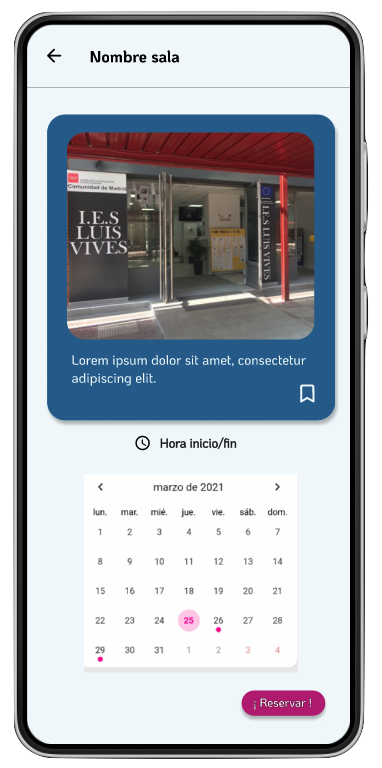 Nombre sala
Comunidad de Madrid
I.E.S
LUIS
VIVES
I.E.S LUIS VIVES
Lorem ipsum dolor sit amet, consectetur
adipiscing elit.
Hora inicio/fin
marzo de 2021
lun. mar. mié. jue. vie. sáb. dom.
1 2 3 4 5 6 7
8 9 10 11 12 13 14
15 16 17 18 19 20 21
22 23 24 25 26 27 28
29 30 31 1 2 3 4
¡ Reservar !